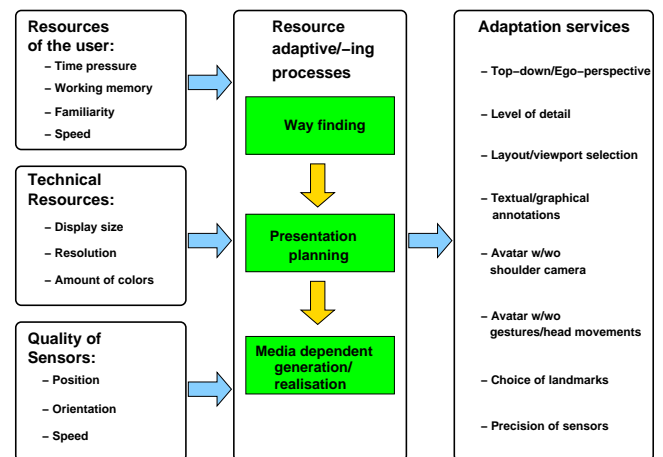 Resources
of the user:
– Time pressure
– Working memory
– Familiarity
– Speed
Technical
Resources:
– Display size
– Resolution
– Amount of colors
Quality of
Sensors:
– Position
– Orientation
– Speed
Resource
adaptive/–ing
processes
Way finding
Presentation
planning
Media dependent
generation/
realisation
Adaptation services
– Top–down/Ego–perspective
– Level of detail
– Layout/viewport selection
– Textual/graphical
annotations
– Avatar w/wo
shoulder camera
– Avatar w/wo
gestures/head movements
– Choice of landmarks
– Precision of sensors